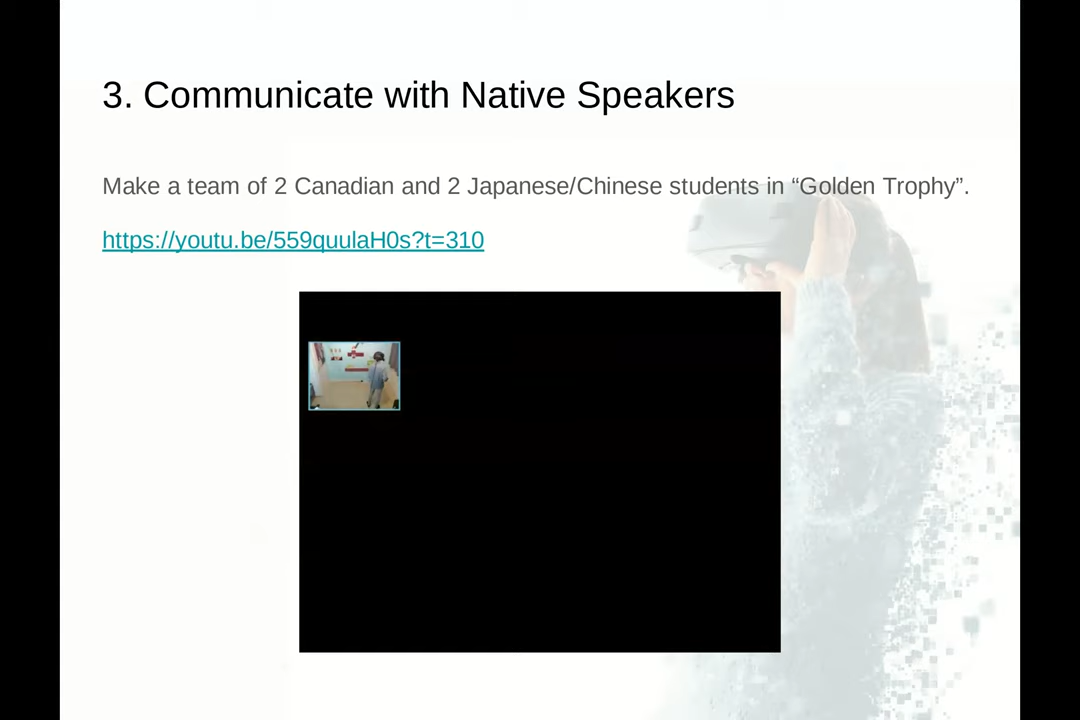 3. Communicate with Native Speakers
Make a team of 2 Canadian and 2 Japanese/Chinese students in “Golden Trophy”.
https://youtu.be/559quulaH0s?t=310